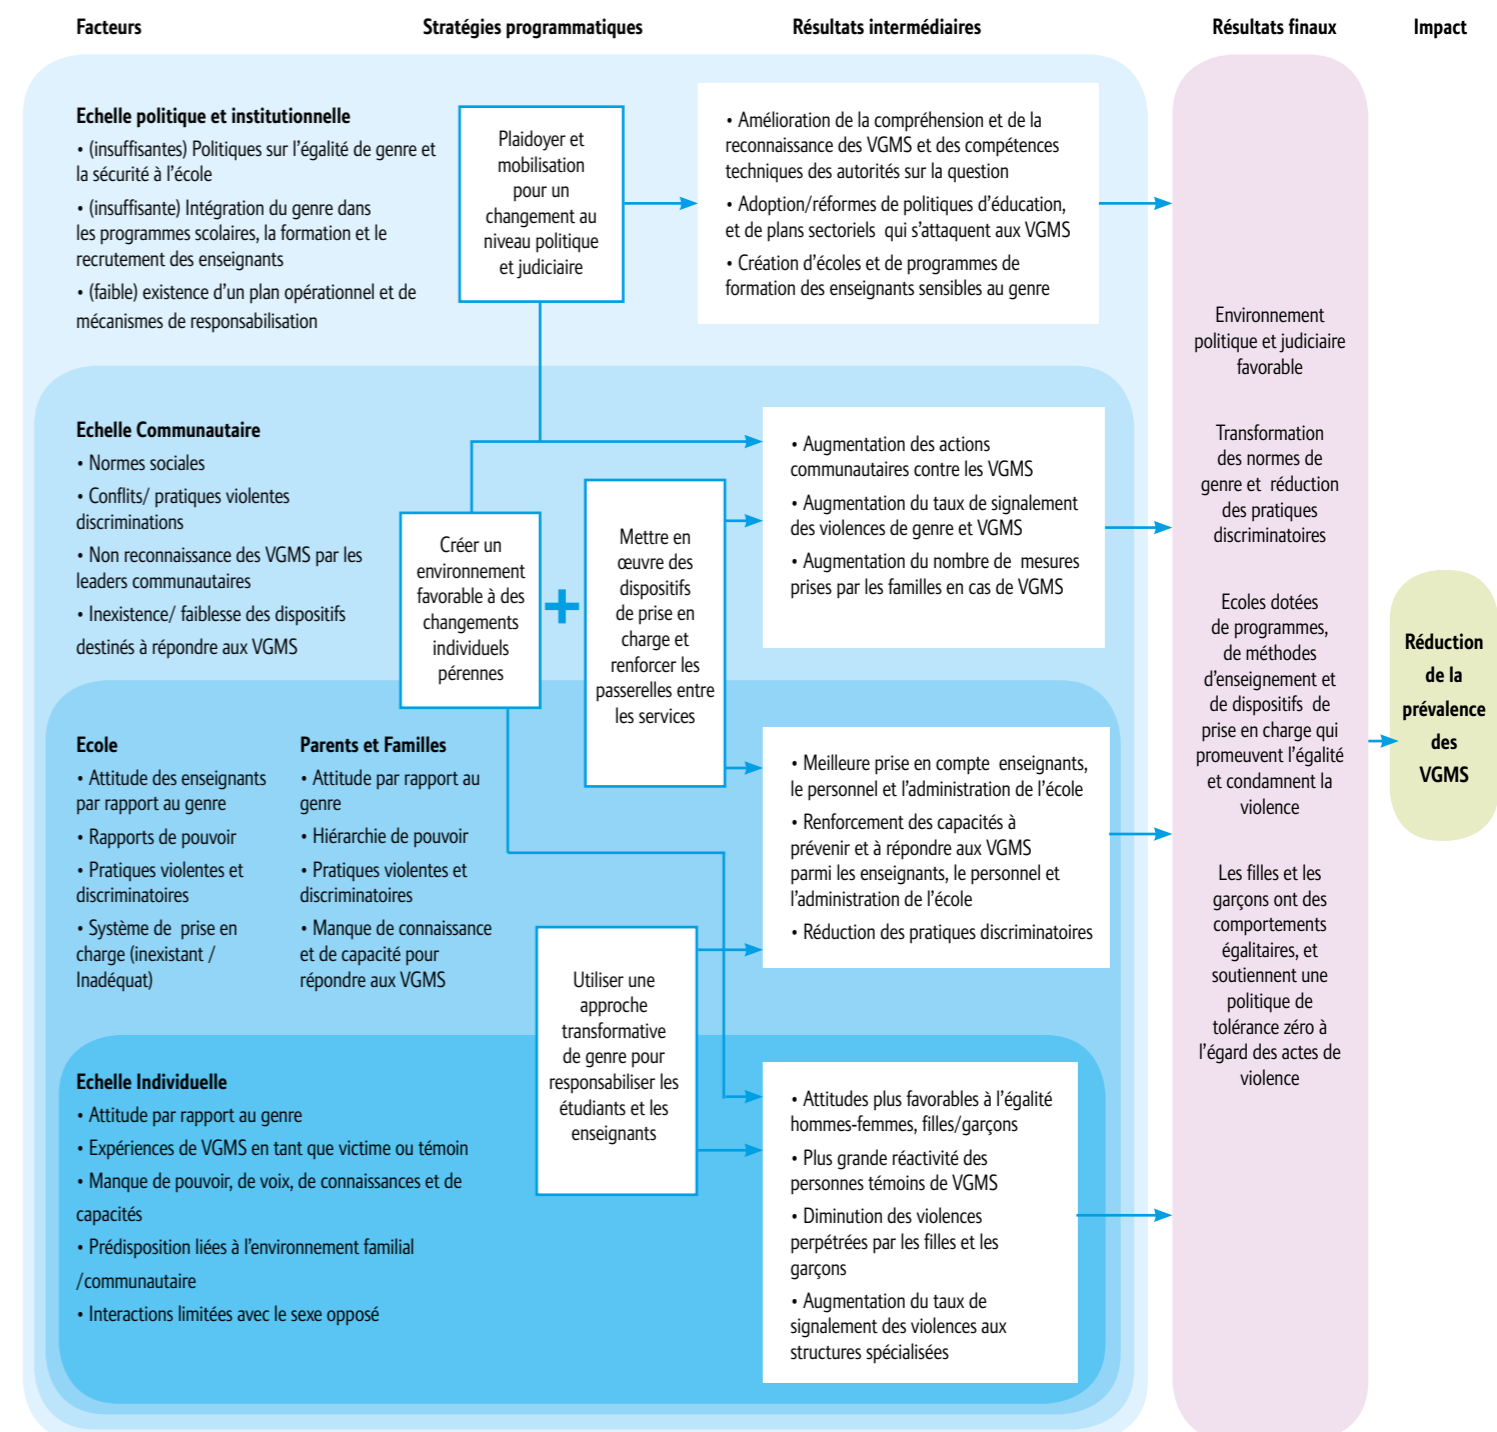 Facteurs
Stratégies programmatiques
Résultats intermédiaires
Résultats finaux
Impact
Echelle politique et institutionnelle
• (insuffisantes) Politiques sur l'égalité de genre et
la sécurité à l'école
• (insuffisante) Intégration du genre dans
les programmes scolaires, la formation et le
recrutement des enseignants
• (faible) existence d'un plan opérationnel et de
mécanismes de responsabilisation
Plaidoyer et
mobilisation
pour un
changement au
niveau politique
et judiciaire
• Amélioration de la compréhension et de la
reconnaissance des VGMS et des compétences
techniques des autorités sur la question
• Adoption/réformes de politiques d'éducation,
et de plans sectoriels qui s'attaquent aux VGMS
• Création d'écoles et de programmes de
formation des enseignants sensibles au genre
Echelle Communautaire
• Normes sociales
• Conflits/ pratiques violentes
discriminations
• Non reconnaissance des VGMS par les
leaders communautaires
• Inexistence/ faiblesse des dispositifs
destinés à répondre aux VGMS
Créer un
environnement
favorable à des
changements
individuels
pérennes
+
Mettre en
œuvre des
dispositifs
de prise en
charge et
renforcer les
passerelles entre
les services
• Augmentation des actions
communautaires contre les VGMS
• Augmentation du taux de signalement
des violences de genre et VGMS
• Augmentation du nombre de mesures
prises par les familles en cas de VGMS
Ecole
• Attitude des enseignants
par rapport au genre
• Rapports de pouvoir
• Pratiques violentes et
discriminatoires
• Système de prise en
charge (inexistant /
Inadéquat)
Parents et Familles
• Attitude par rapport au
genre
• Hiérarchie de pouvoir
• Pratiques violentes et
discriminatoires
• Manque de connaissance
et de capacité pour
répondre aux VGMS
• Meilleure prise en compte enseignants,
le personnel et l'administration de l'école
• Renforcement des capacités à
prévenir et à répondre aux VGMS
parmi les enseignants, le personnel et
l'administration de l'école
• Réduction des pratiques discriminatoires
Utiliser une
approche
transformative
de genre pour
responsabiliser les
étudiants et les
enseignants
Echelle Individuelle
• Attitude par rapport au genre
• Expériences de VGMS en tant que victime ou témoin
• Manque de pouvoir, de voix, de connaissances et de
capacités
• Prédisposition liées à l'environnement familial
/communautaire
• Interactions limitées avec le sexe opposé
• Attitudes plus favorables à l'égalité
hommes-femmes, filles/garçons
• Plus grande réactivité des
personnes témoins de VGMS
• Diminution des violences
perpétrées par les filles et les
garçons
• Augmentation du taux de
signalement des violences aux
structures spécialisées
Environnement
politique et judiciaire
favorable
Transformation
des normes de
genre et réduction
des pratiques
discriminatoires
Ecoles dotées
de programmes,
de méthodes
d'enseignement et
de dispositifs de
prise en charge qui
promeuvent l'égalité
et condamnent la
violence
Les filles et les
garçons ont des
comportements
égalitaires, et
soutiennent une
politique de
tolérance zéro à
l'égard des actes de
violence
Réduction
de la
prévalence
des
VGMS